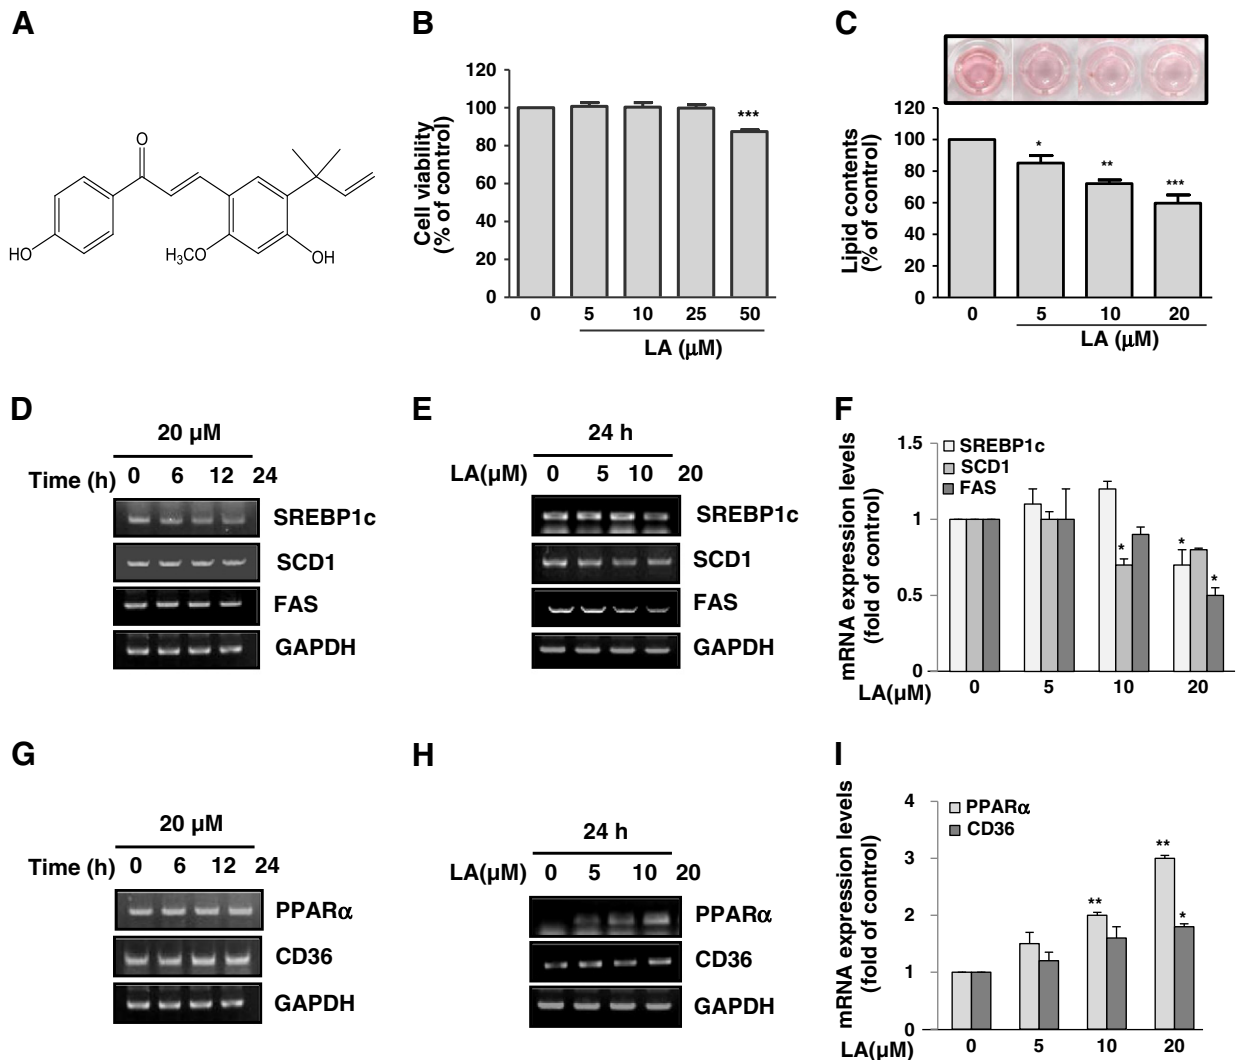 A
O
HO
H₃CO
OH
B
120
100
80
60
40
20
0
Cell viability
(% of control)
***
0 5 10 25 50
LA (µM)
C
120
100
80
60
40
20
0
Lipid contents
(% of control)
*
**
***
0 5 10 20
LA (µM)
D
20 µM
Time (h) 0 6 12 24
SREBP1c
SCD1
FAS
GAPDH
E
24 h
LA(µM) 0 5 10 20
SREBP1c
SCD1
FAS
GAPDH
F
mRNA expression levels
(fold of control)
1.5
1
0.5
0
SREBP1c
SCD1
FAS
*
*
*
LA(µM) 0 5 10 20
G
20 µM
Time (h) 0 6 12 24
PPARα
CD36
GAPDH
H
24 h
LA(µM) 0 5 10 20
PPARα
CD36
GAPDH
I
mRNA expression levels
(fold of control)
4
3
2
1
0
PPARα
CD36
**
**
*
LA(µM) 0 5 10 20